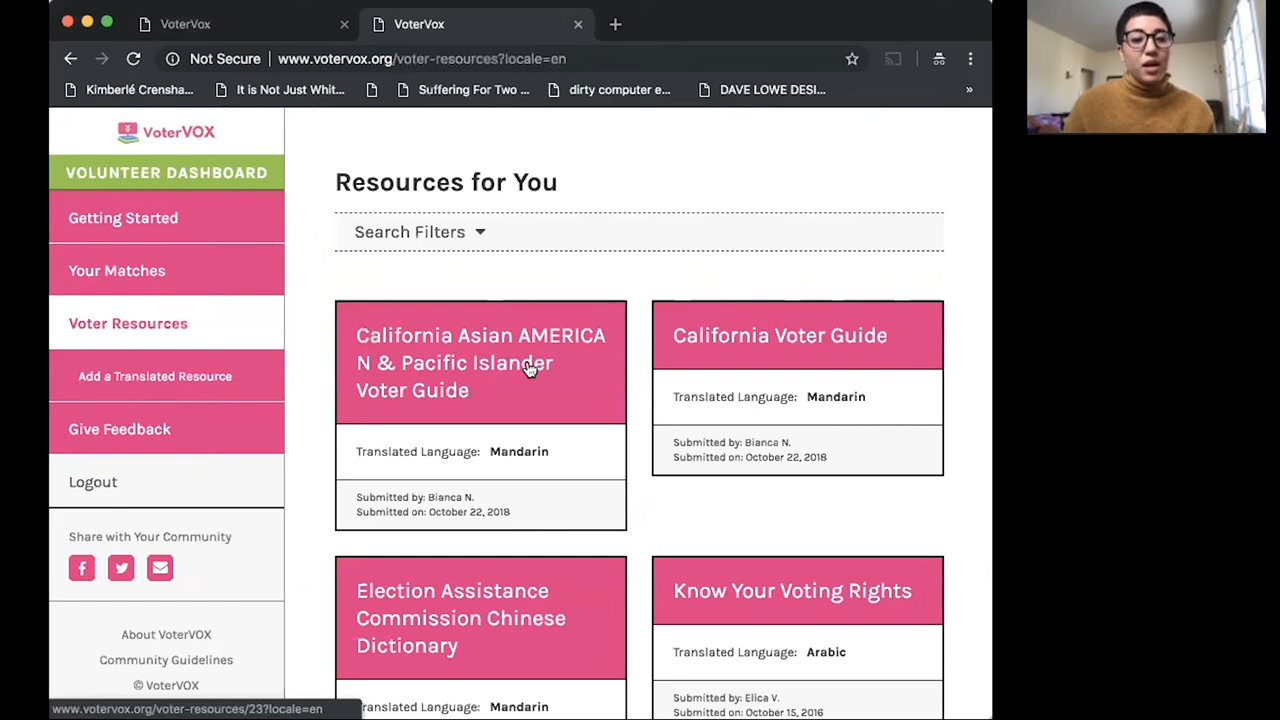 VoterVox
VoterVox
Not Secure
www.votervox.org/voter-resources?locale=en
Kimberlé Crensha...
It is Not Just Whit...
Suffering For Two ...
dirty computer e...
DAVE LOWE DESI...
»
VoterVOX
VOLUNTEER DASHBOARD
Getting Started
Your Matches
Voter Resources
Add a Translated Resource
Give Feedback
Logout
Share with Your Community
About VoterVOX
Community Guidelines
© VoterVOX
www.votervox.org/voter-resources/23?locale=en
Resources for You
Search Filters
California Asian AMERICA
N & Pacific Islander
Voter Guide
Translated Language: Mandarin
Submitted by: Bianca N.
Submitted on: October 22, 2018
California Voter Guide
Translated Language: Mandarin
Submitted by: Bianca N.
Submitted on: October 22, 2018
Election Assistance
Commission Chinese
Dictionary
ranslated Language: Mandarin
Know Your Voting Rights
Translated Language: Arabic
Submitted by: Elica V.
Submitted on: October 15, 2016